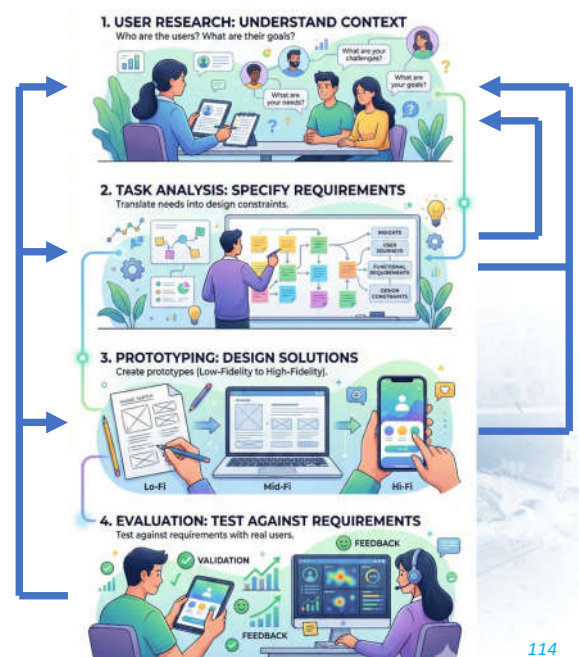 1. USER RESEARCH: UNDERSTAND CONTEXT
Who are the users? What are their goals?
What are your
challenges?
What are
your needs?
What are
your goals?
2. TASK ANALYSIS: SPECIFY REQUIREMENTS
Translate needs into design constraints.
INSIGHTS
USER
JOURNEYS
FUNCTIONAL
REQUIREMENTS
DESIGN
CONSTRAINTS
3. PROTOTYPING: DESIGN SOLUTIONS
Create prototypes (Low-Fidelity to High-Fidelity).
Lo-Fi
Mid-Fi
Hi-Fi
4. EVALUATION: TEST AGAINST REQUIREMENTS
Test against requirements with real users.
VALIDATION
FEEDBACK
FEEDBACK
114